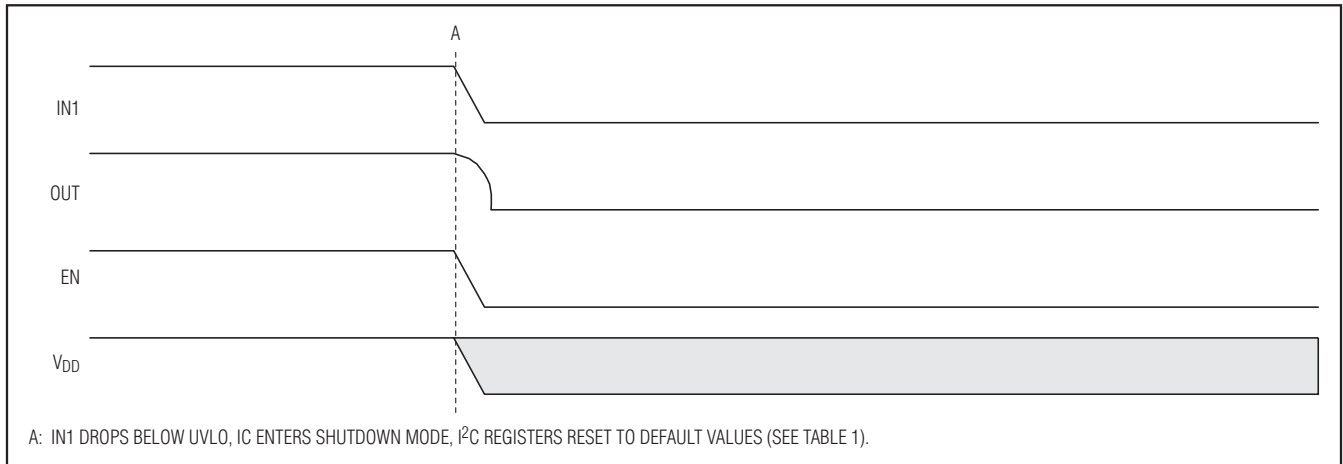 A
IN1
OUT
EN
VDD
A: IN1 DROPS BELOW UVLO, IC ENTERS SHUTDOWN MODE, I2C REGISTERS RESET TO DEFAULT VALUES (SEE TABLE 1).